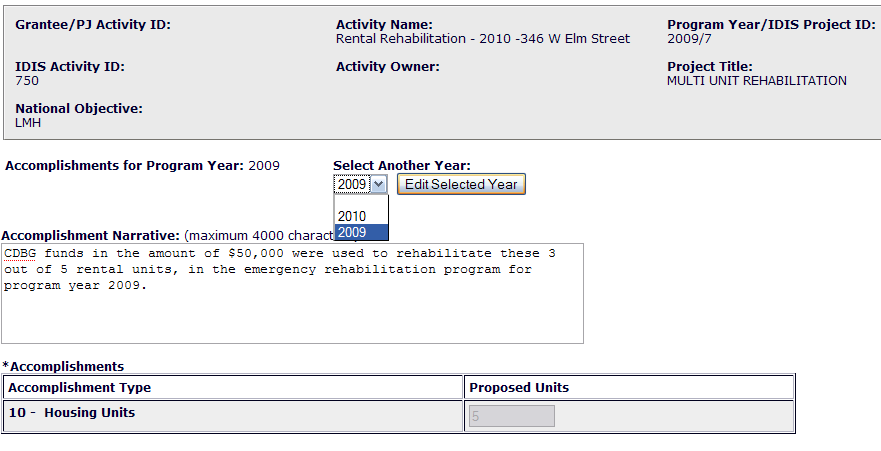 Grantee/PJ Activity ID:
Activity Name:
Rental Rehabilitation - 2010 -346 W Elm Street
Program Year/IDIS Project ID:
2009/7
IDIS Activity ID:
750
Activity Owner:
Project Title:
MULTI UNIT REHABILITATION
National Objective:
LMH
Accomplishments for Program Year: 2009
Select Another Year:
2009
Edit Selected Year
2010
2009
Accomplishment Narrative: (maximum 4000 charact
CDBG funds in the amount of $50,000 were used to rehabilitate these 3
out of 5 rental units, in the emergency rehabilitation program for
program year 2009.
*Accomplishments
Accomplishment Type
Proposed Units
10 - Housing Units
5